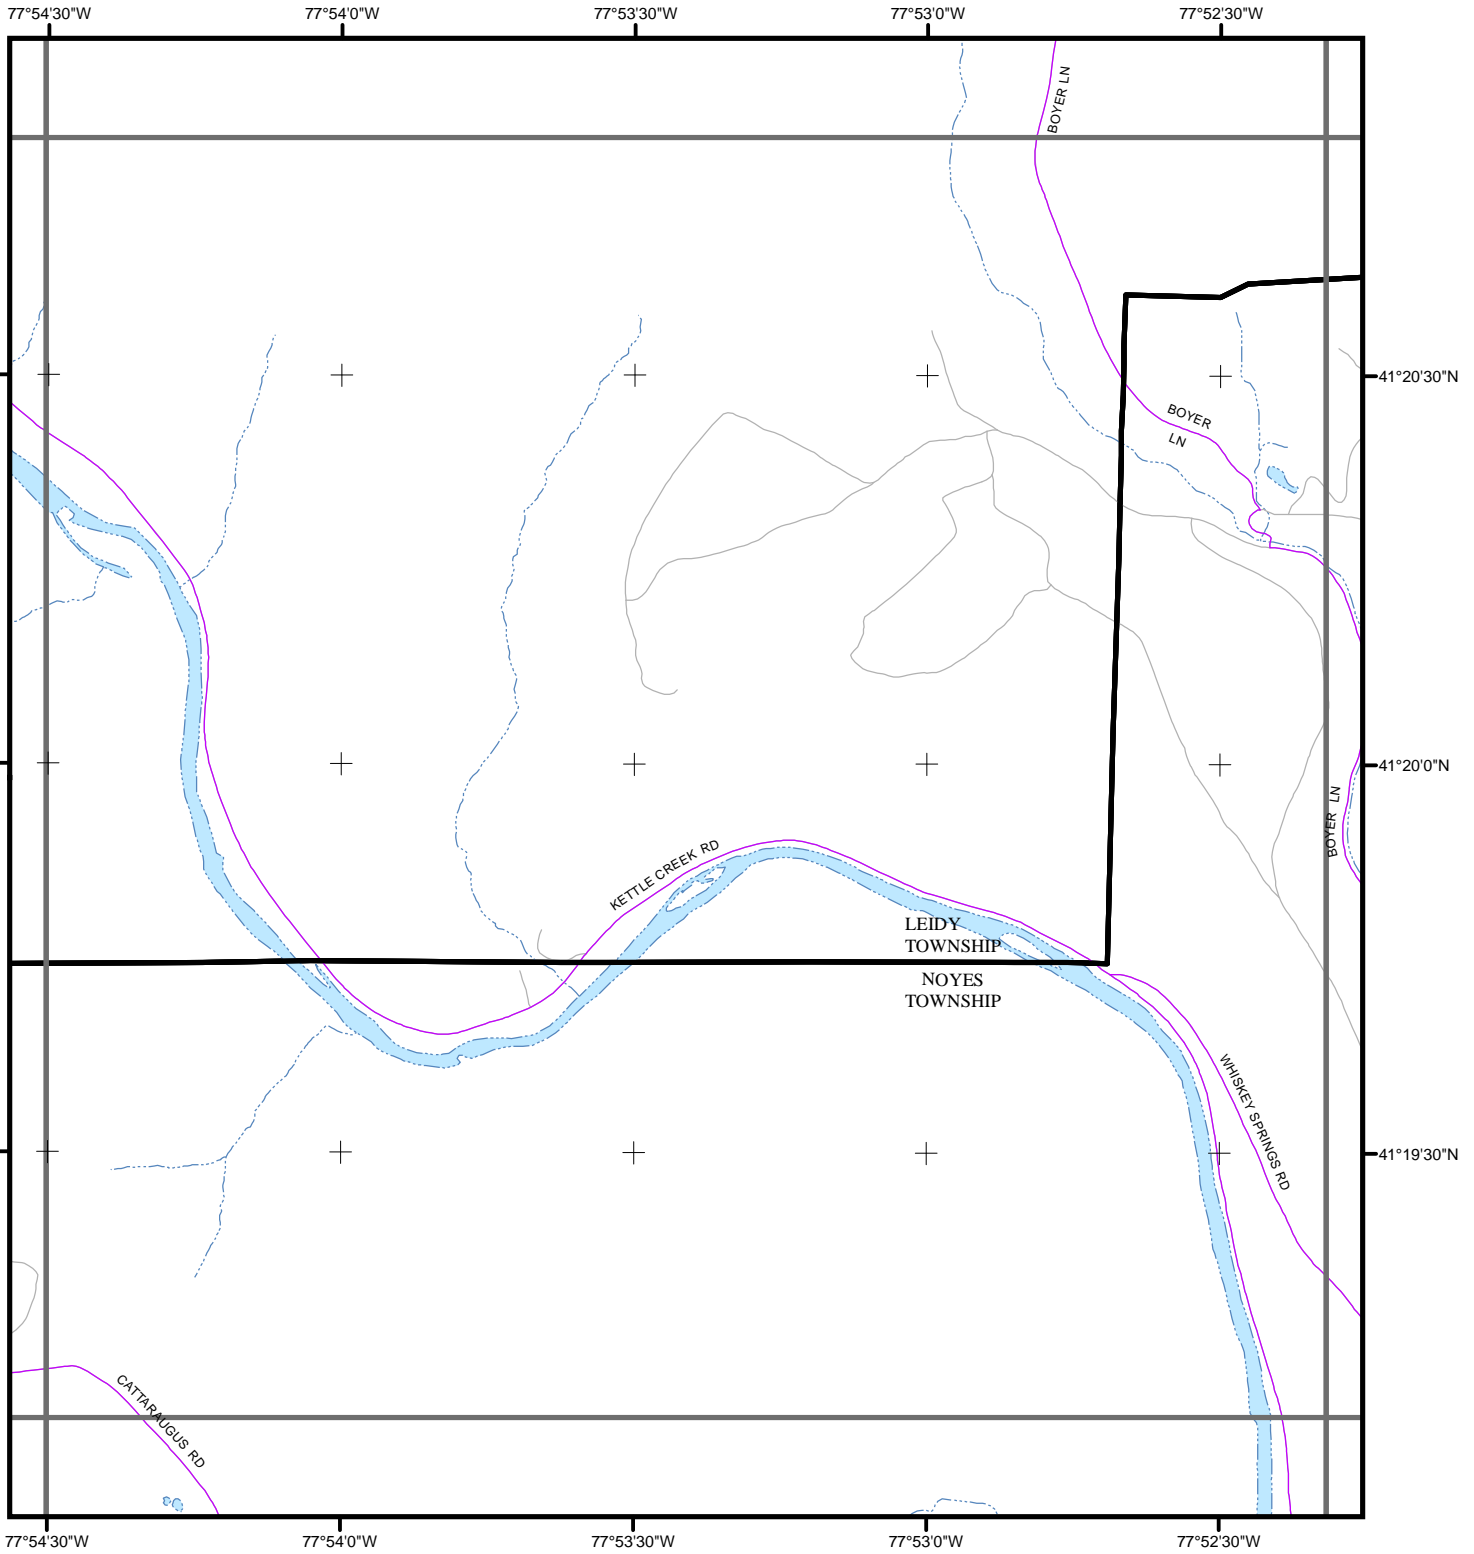 77°54'30"W
77°54'0"W
77°53'30"W
77°53'0"W
77°52'30"W
BOYER LN
41°20'30"N
BOYER
LN
41°20'0"N
BOYER LN
KETTLE CREEK RD
LEIDY
TOWNSHIP
NOYES
TOWNSHIP
WHISKEY SPRINGS RD
41°19'30"N
CATTARAUGUS RD
77°54'30"W
77°54'0"W
77°53'30"W
77°53'0"W
77°52'30"W